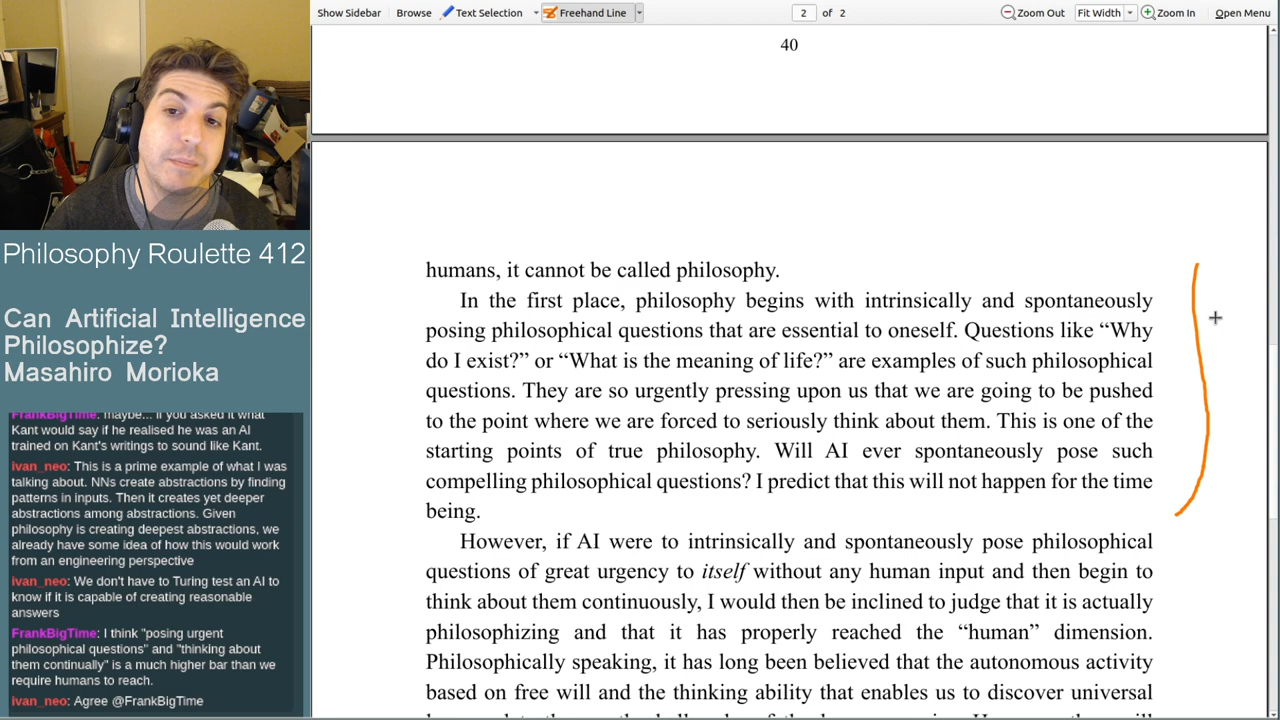 Show Sidebar Browse Text Selection Freehand Line 2 of 2 Zoom Out Fit Width Zoom In Open Menu
40
humans, it cannot be called philosophy.
In the first place, philosophy begins with intrinsically and spontaneously
posing philosophical questions that are essential to oneself. Questions like “Why
do I exist?” or “What is the meaning of life?” are examples of such philosophical
questions. They are so urgently pressing upon us that we are going to be pushed
to the point where we are forced to seriously think about them. This is one of the
starting points of true philosophy. Will AI ever spontaneously pose such
compelling philosophical questions? I predict that this will not happen for the time
being.
However, if AI were to intrinsically and spontaneously pose philosophical
questions of great urgency to itself without any human input and then begin to
think about them continuously, I would then be inclined to judge that it is actually
philosophizing and that it has properly reached the “human” dimension.
Philosophically speaking, it has long been believed that the autonomous activity
based on free will and the thinking ability that enables us to discover universal
Philosophy Roulette 412
Can Artificial Intelligence
Philosophize?
Masahiro Morioka
FrankBigTime: maybe... if you asked it what
Kant would say if he realised he was an AI
trained on Kant's writings to sound like Kant.
ivan_neo: This is a prime example of what I was
talking about. NNs create abstractions by finding
patterns in inputs. Then it creates yet deeper
abstractions among abstractions. Given
philosophy is creating deepest abstractions, we
already have some idea of how this would work
from an engineering perspective
ivan_neo: We don't have to Turing test an AI to
know if it is capable of creating reasonable
answers
FrankBigTime: I think "posing urgent
philosophical questions" and "thinking about
them continually" is a much higher bar than we
require humans to reach.
ivan_neo: Agree @FrankBigTime